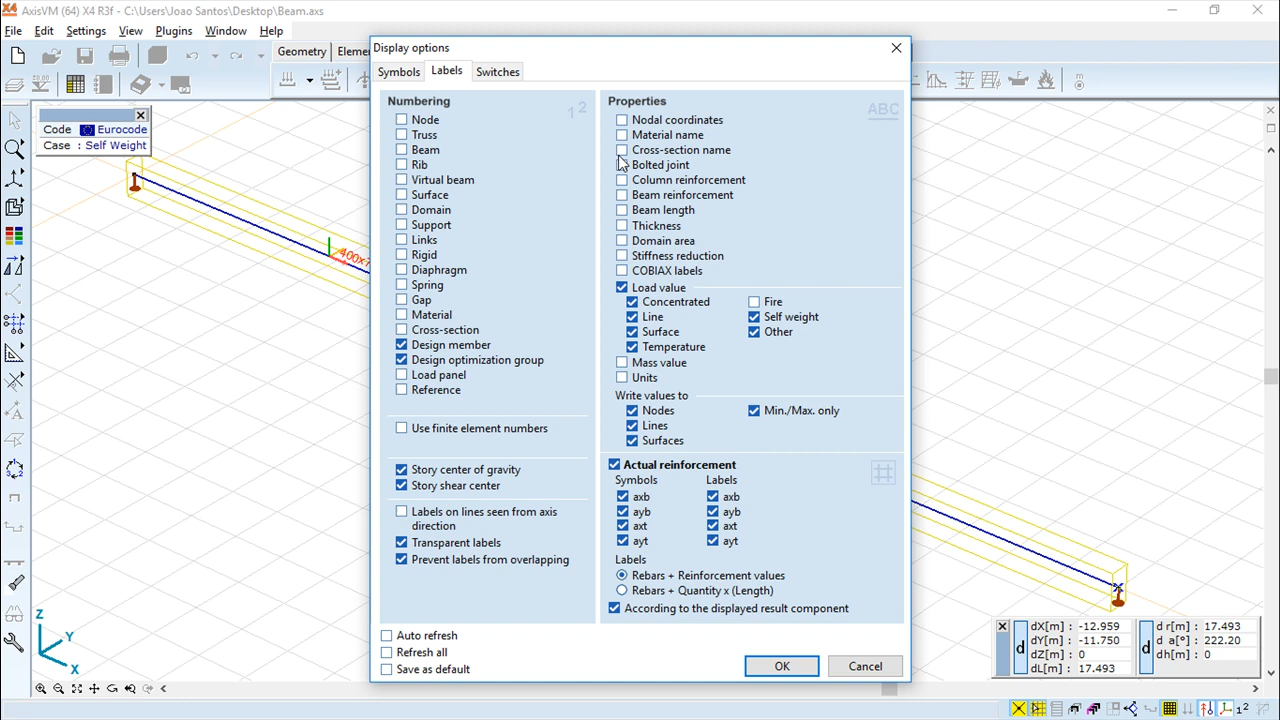 AxisVM (64) X4 R3f - C:\Users\Joao Santos\Desktop\Beam.axs
File Edit Settings View Plugins Window Help
Geometry Eleme
Display options
Symbols Labels Switches
Code : Eurocode
Case : Self Weight
Numbering
1 2
Node
Truss
Beam
Rib
Virtual beam
Surface
Domain
Support
Links
Rigid
Diaphragm
Spring
Gap
Material
Cross-section
Design member
Design optimization group
Load panel
Reference
Use finite element numbers
Story center of gravity
Story shear center
Labels on lines seen from axis
direction
Transparent labels
Prevent labels from overlapping
Properties
ABC
Nodal coordinates
Material name
Cross-section name
Bolted joint
Column reinforcement
Beam reinforcement
Beam length
Thickness
Domain area
Stiffness reduction
COBIAX labels
Load value
Concentrated Fire
Line Self weight
Surface Other
Temperature
Mass value
Units
Write values to
Nodes Min./Max. only
Lines
Surfaces
Actual reinforcement
Symbols Labels
axb axb
ayb ayb
axt axt
ayt ayt
Labels
Rebars + Reinforcement values
Rebars + Quantity x (Length)
According to the displayed result component
Auto refresh
Refresh all
Save as default
OK Cancel
Z
Y
X
dX[m] : -12.959 d r[m] : 17.493
dY[m] : -11.750 d a[°] : 222.20
dZ[m] : 0 dh[m] : 0
dL[m] : 17.493
d d